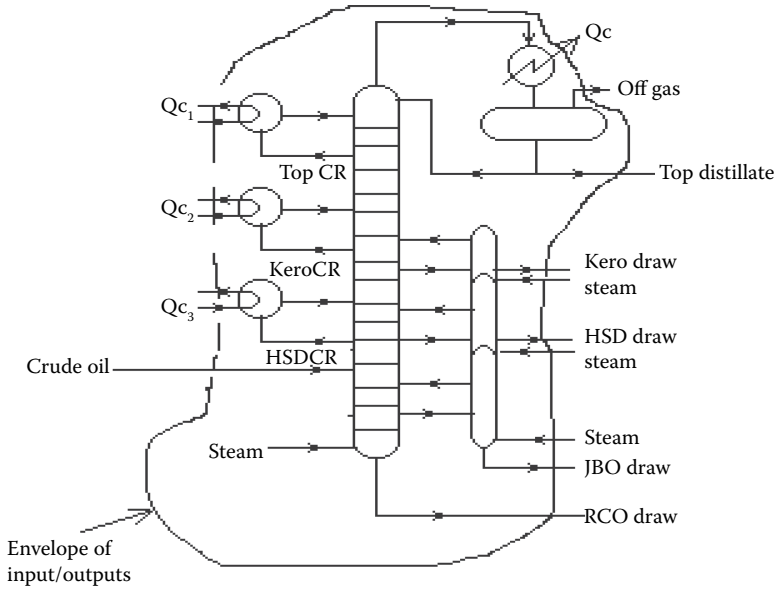 Qc
Off gas
Qc1
Top CR
Top distillate
Qc2
KeroCR
Kero draw
steam
Qc3
HSD draw
HSDCR
steam
Crude oil
Steam
Steam
JBO draw
RCO draw
Envelope of
input/outputs